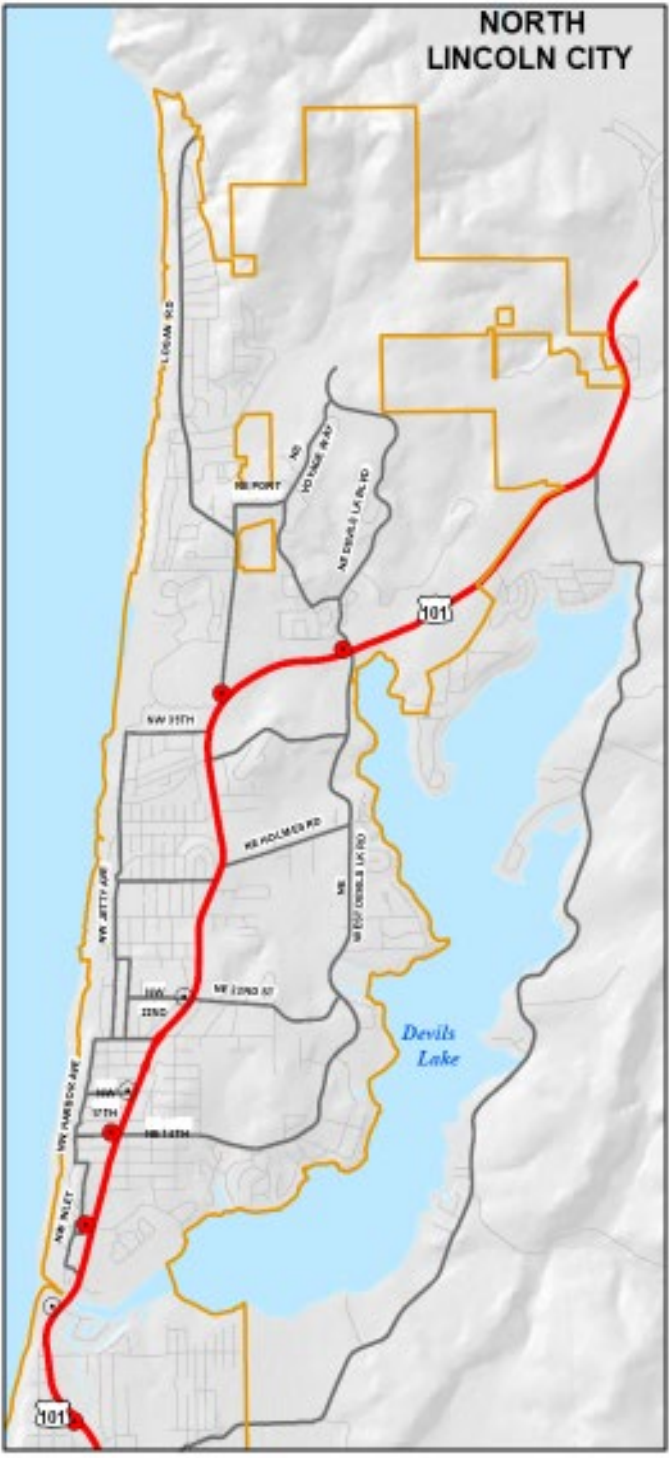 NORTH
LINCOLN CITY
LOGAN RD
NE
VOYAGE WAY
NE PORT
NE DEVILS LK BLVD
101
NW 35TH
NE HOLMES RD
NW JETTY AVE
NE
WEST DEVILS LK RD
NW
22ND
NE 22ND ST
Devils
Lake
NW HARBOR AVE
NW
17TH
NE 14TH
NW INLET
101